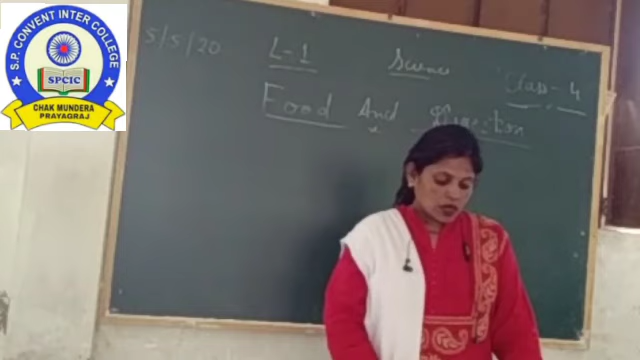 S.P. CONVENT INTER COLLEGE
SPCIC
CHAK MUNDERA
PRAYAGRAJ
5/5/20 L-1 Science Class-4
Food And Digestion